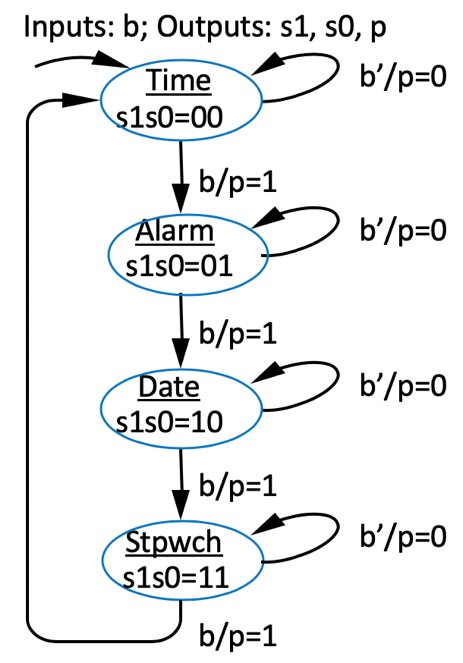 Inputs: b; Outputs: s1, s0, p
Time
s1s0=00
b’/p=0
b/p=1
Alarm
s1s0=01
b’/p=0
b/p=1
Date
s1s0=10
b’/p=0
b/p=1
Stpwch
s1s0=11
b’/p=0
b/p=1